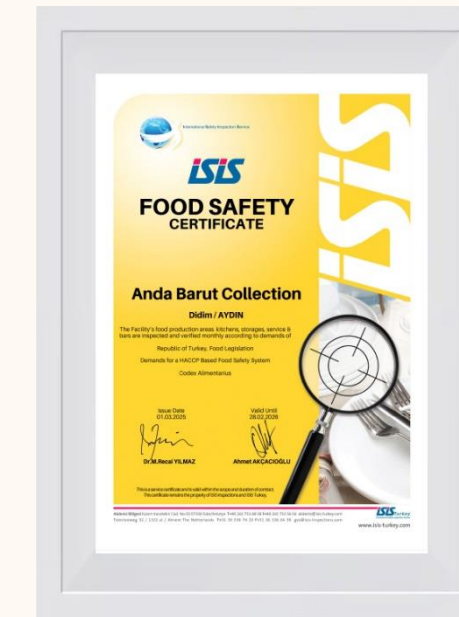 International Safety Inspection Service
isis
isis
FOOD SAFETY
CERTIFICATE
Anda Barut Collection
Didim / AYDIN
The Facility's food production areas, kitchens, storages, service &
bars are inspected and verified monthly according to demands of
Republic of Turkey, Food Legislation
Demands for a HACCP Based Food Safety System
Codex Alimentarius
Issue Date
01.03.2025
Valid Until
28.02.2026
Dr.M.Recai YILMAZ
Ahmet AKÇACIOĞLU
This is a service certificate and is valid within the scope and duration of contract.
This certificate remains the property of ISIS Inspections and ISIS Turkey.
isis Turkey
www.isis-turkey.com